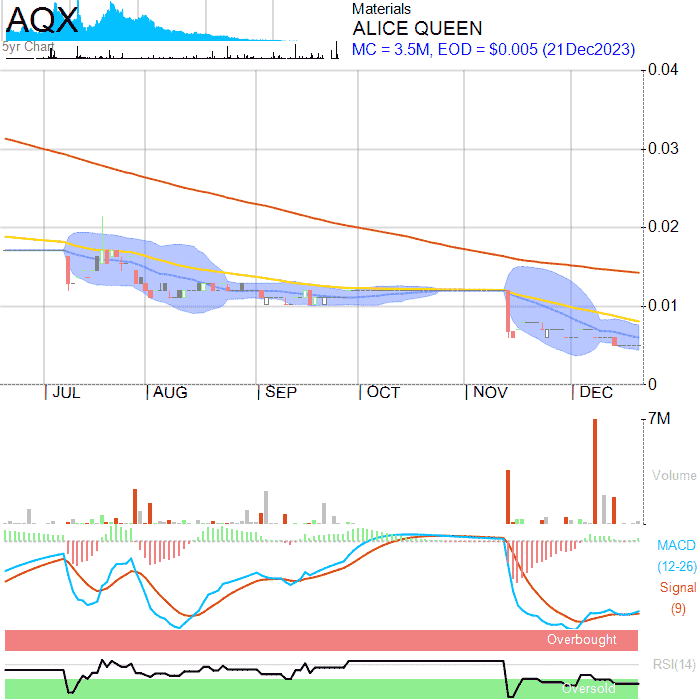 AQX
5yr Chart
Materials
ALICE QUEEN
MC = 3.5M, EOD = $0.005 (21Dec2023)
0.04
0.03
0.02
0.01
0
JUL AUG SEP OCT NOV DEC
7M
Volume
MACD
(12-26)
Signal
(9)
Overbought
RSI(14)
Oversold